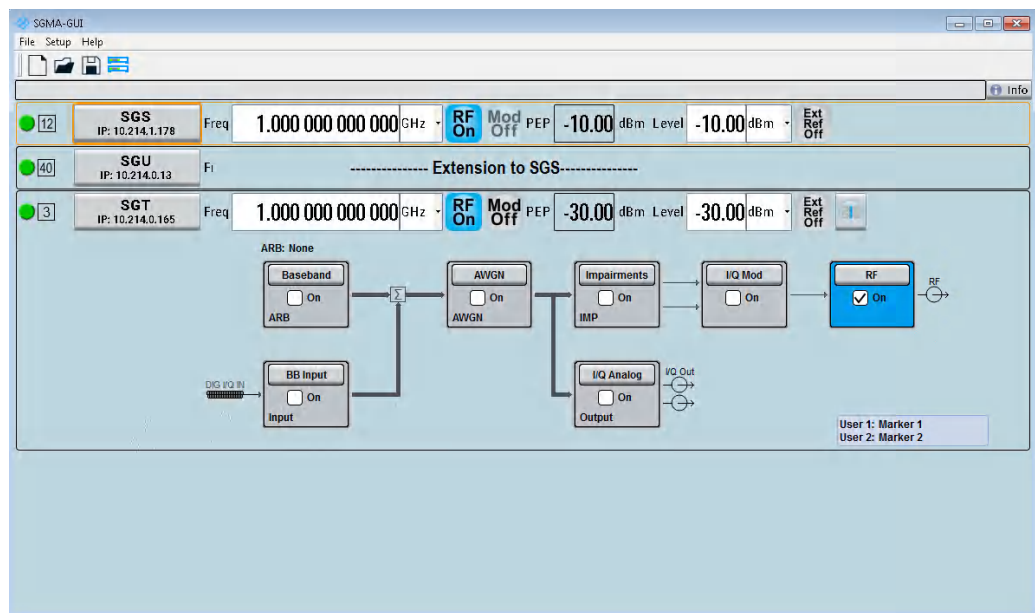 SGMA-GUI
File Setup Help
Info
12 SGS IP: 10.214.1.178 Freq 1.000 000 000 000 GHz RF On Mod Off PEP -10.00 dBm Level -10.00 dBm Ext Ref Off
40 SGU IP: 10.214.0.13 --------------- Extension to SGS---------------
3 SGT IP: 10.214.0.165 Freq 1.000 000 000 000 GHz RF On Mod Off PEP -30.00 dBm Level -30.00 dBm Ext Ref Off
ARB: None
Baseband AWGN Impairments I/Q Mod RF
On Σ On On On On RF
ARB AWGN IMP
BB Input I/Q Analog I/Q Out
DIG I/Q IN On On
Input Output
User 1: Marker 1
User 2: Marker 2